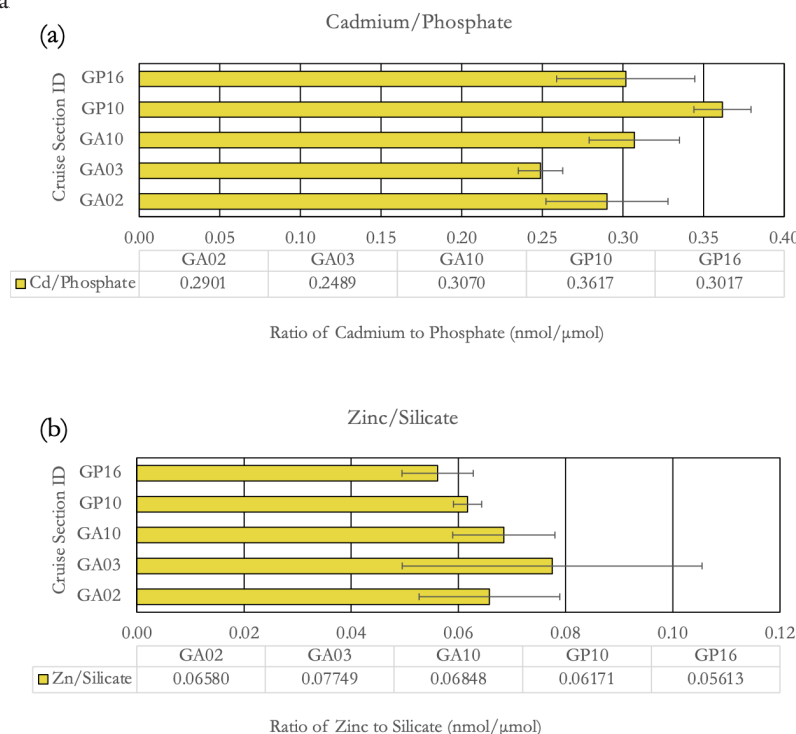 a
(a)
Cadmium/Phosphate
Cruise Section ID
GP16
GP10
GA10
GA03
GA02
0.00 0.05 0.10 0.15 0.20 0.25 0.30 0.35 0.40
GA02 GA03 GA10 GP10 GP16
Cd/Phosphate 0.2901 0.2489 0.3070 0.3617 0.3017
Ratio of Cadmium to Phosphate (nmol/μmol)
(b)
Zinc/Silicate
Cruise Section ID
GP16
GP10
GA10
GA03
GA02
0.00 0.02 0.04 0.06 0.08 0.10 0.12
GA02 GA03 GA10 GP10 GP16
Zn/Silicate 0.06580 0.07749 0.06848 0.06171 0.05613
Ratio of Zinc to Silicate (nmol/μmol)